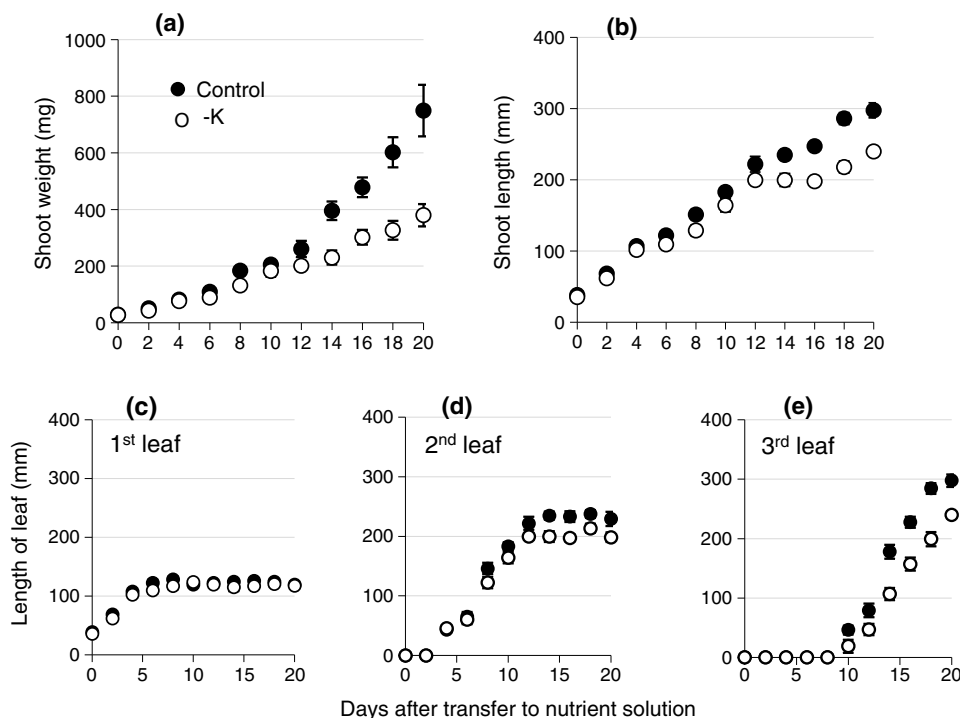 (a)
Shoot weight (mg)
1000
800
600
400
200
0
Control
-K
0 2 4 6 8 10 12 14 16 18 20
(b)
Shoot length (mm)
400
300
200
100
0
0 2 4 6 8 10 12 14 16 18 20
(c)
1st leaf
Length of leaf (mm)
400
300
200
100
0
0 5 10 15 20
(d)
2nd leaf
400
300
200
100
0
0 5 10 15 20
(e)
3rd leaf
400
300
200
100
0
0 5 10 15 20
Days after transfer to nutrient solution